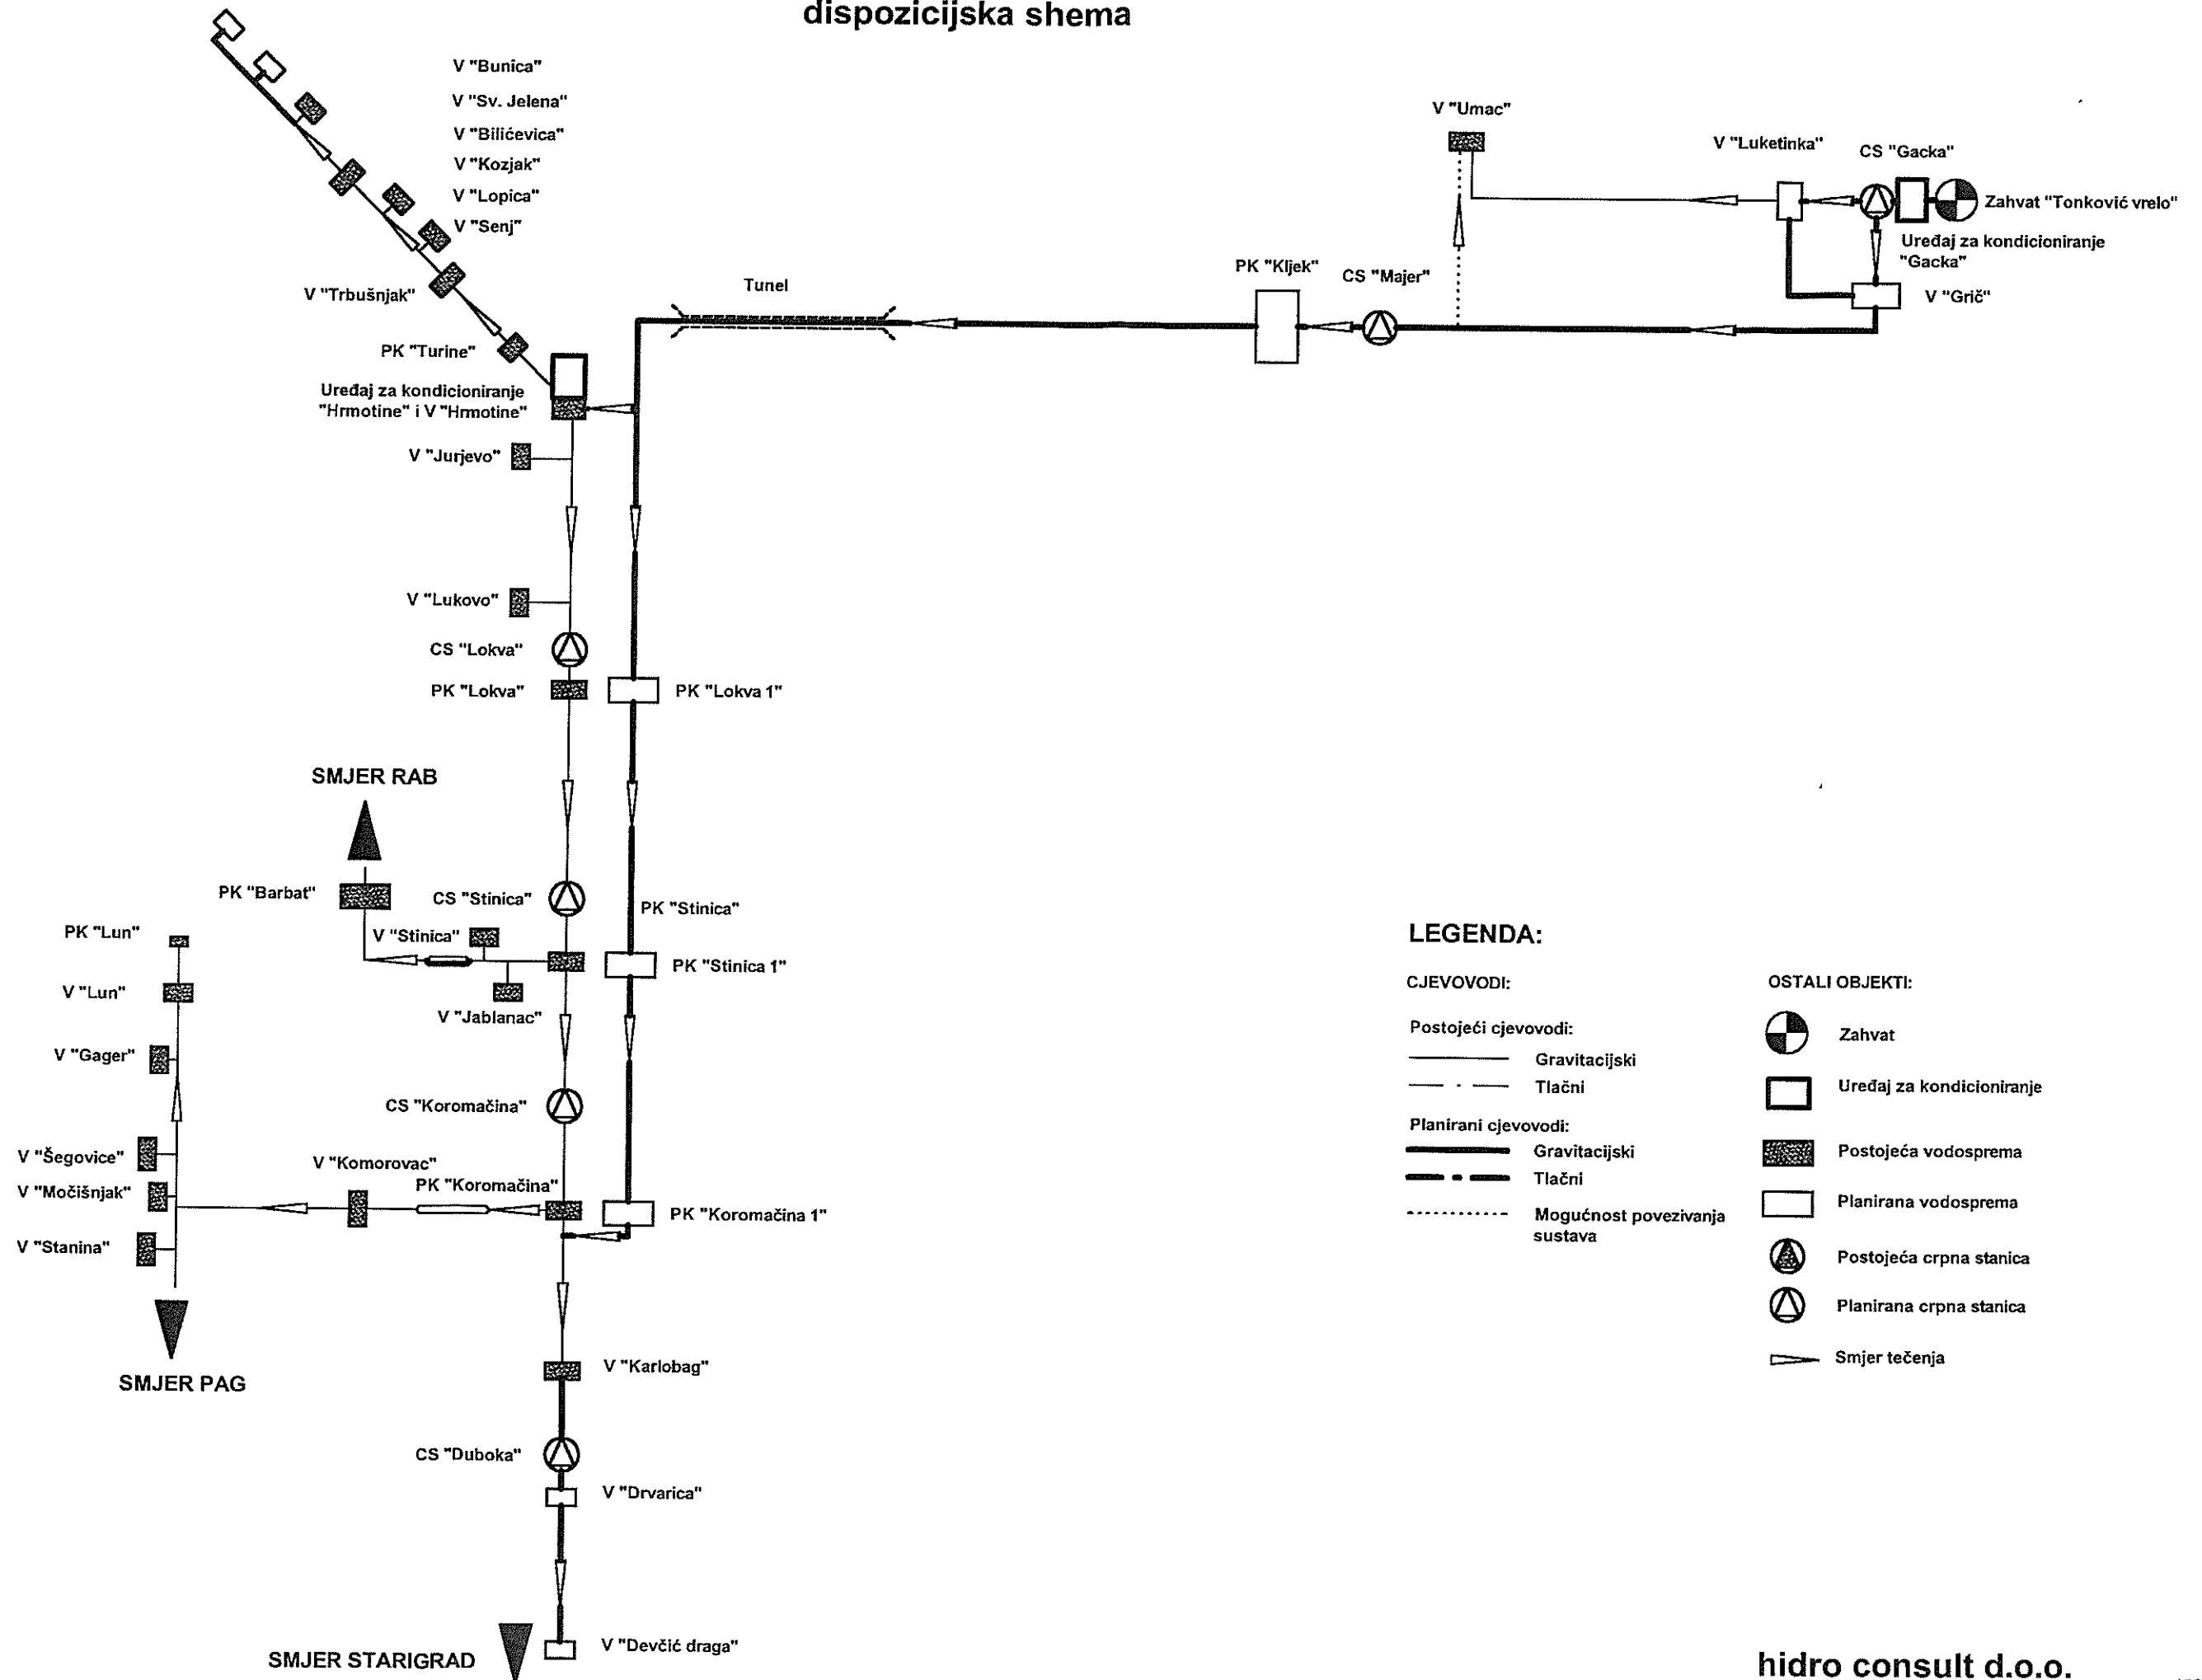 dispozicijska shema
V "Bunica"
V "Sv. Jelena"
V "Bilićevica"
V "Kozjak"
V "Lopica"
V "Senj"
V "Trbušnjak"
PK "Turine"
Uređaj za kondicioniranje
"Hrmotine" i V "Hrmotine"
V "Jurjevo"
V "Lukovo"
CS "Lokva"
PK "Lokva"
PK "Lokva 1"
Tunel
PK "Kljek"
CS "Majer"
V "Umac"
V "Luketinka"
CS "Gacka"
Zahvat "Tonković vrelo"
Uređaj za kondicioniranje
"Gacka"
V "Grič"
SMJER RAB
PK "Barbat"
CS "Stinica"
PK "Stinica"
V "Stinica"
PK "Stinica 1"
V "Jablanac"
PK "Lun"
V "Lun"
V "Gager"
CS "Koromačina"
V "Šegovice"
V "Komorovac"
PK "Koromačina"
V "Močišnjak"
PK "Koromačina 1"
V "Stanina"
SMJER PAG
V "Karlobag"
CS "Duboka"
V "Drvarica"
V "Devčić draga"
SMJER STARIGRAD
LEGENDA:
CJEVOVODI:
Postojeći cjevovodi:
Gravitacijski
Tlačni
Planirani cjevovodi:
Gravitacijski
Tlačni
Mogućnost povezivanja
sustava
OSTALI OBJEKTI:
Zahvat
Uređaj za kondicioniranje
Postojeća vodosprema
Planirana vodosprema
Postojeća crpna stanica
Planirana crpna stanica
Smjer tečenja
hidro consult d.o.o.